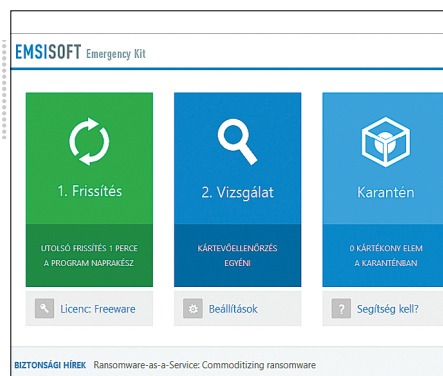 EMSISOFT Emergency Kit
1. Frissítés
UTOLSÓ FRISSÍTÉS 1 PERCE
A PROGRAM NAPRAKÉSZ
2. Vizsgálat
KÁRTEVŐELLENŐRZÉS
EGYÉNI
Karantén
0 KÁRTÉKONY ELEM
A KARANTÉNBAN
Licenc: Freeware
Beállítások
Segítség kell?
BIZTONSÁGI HÍREK Ransomware-as-a-Service: Commoditizing ransomware